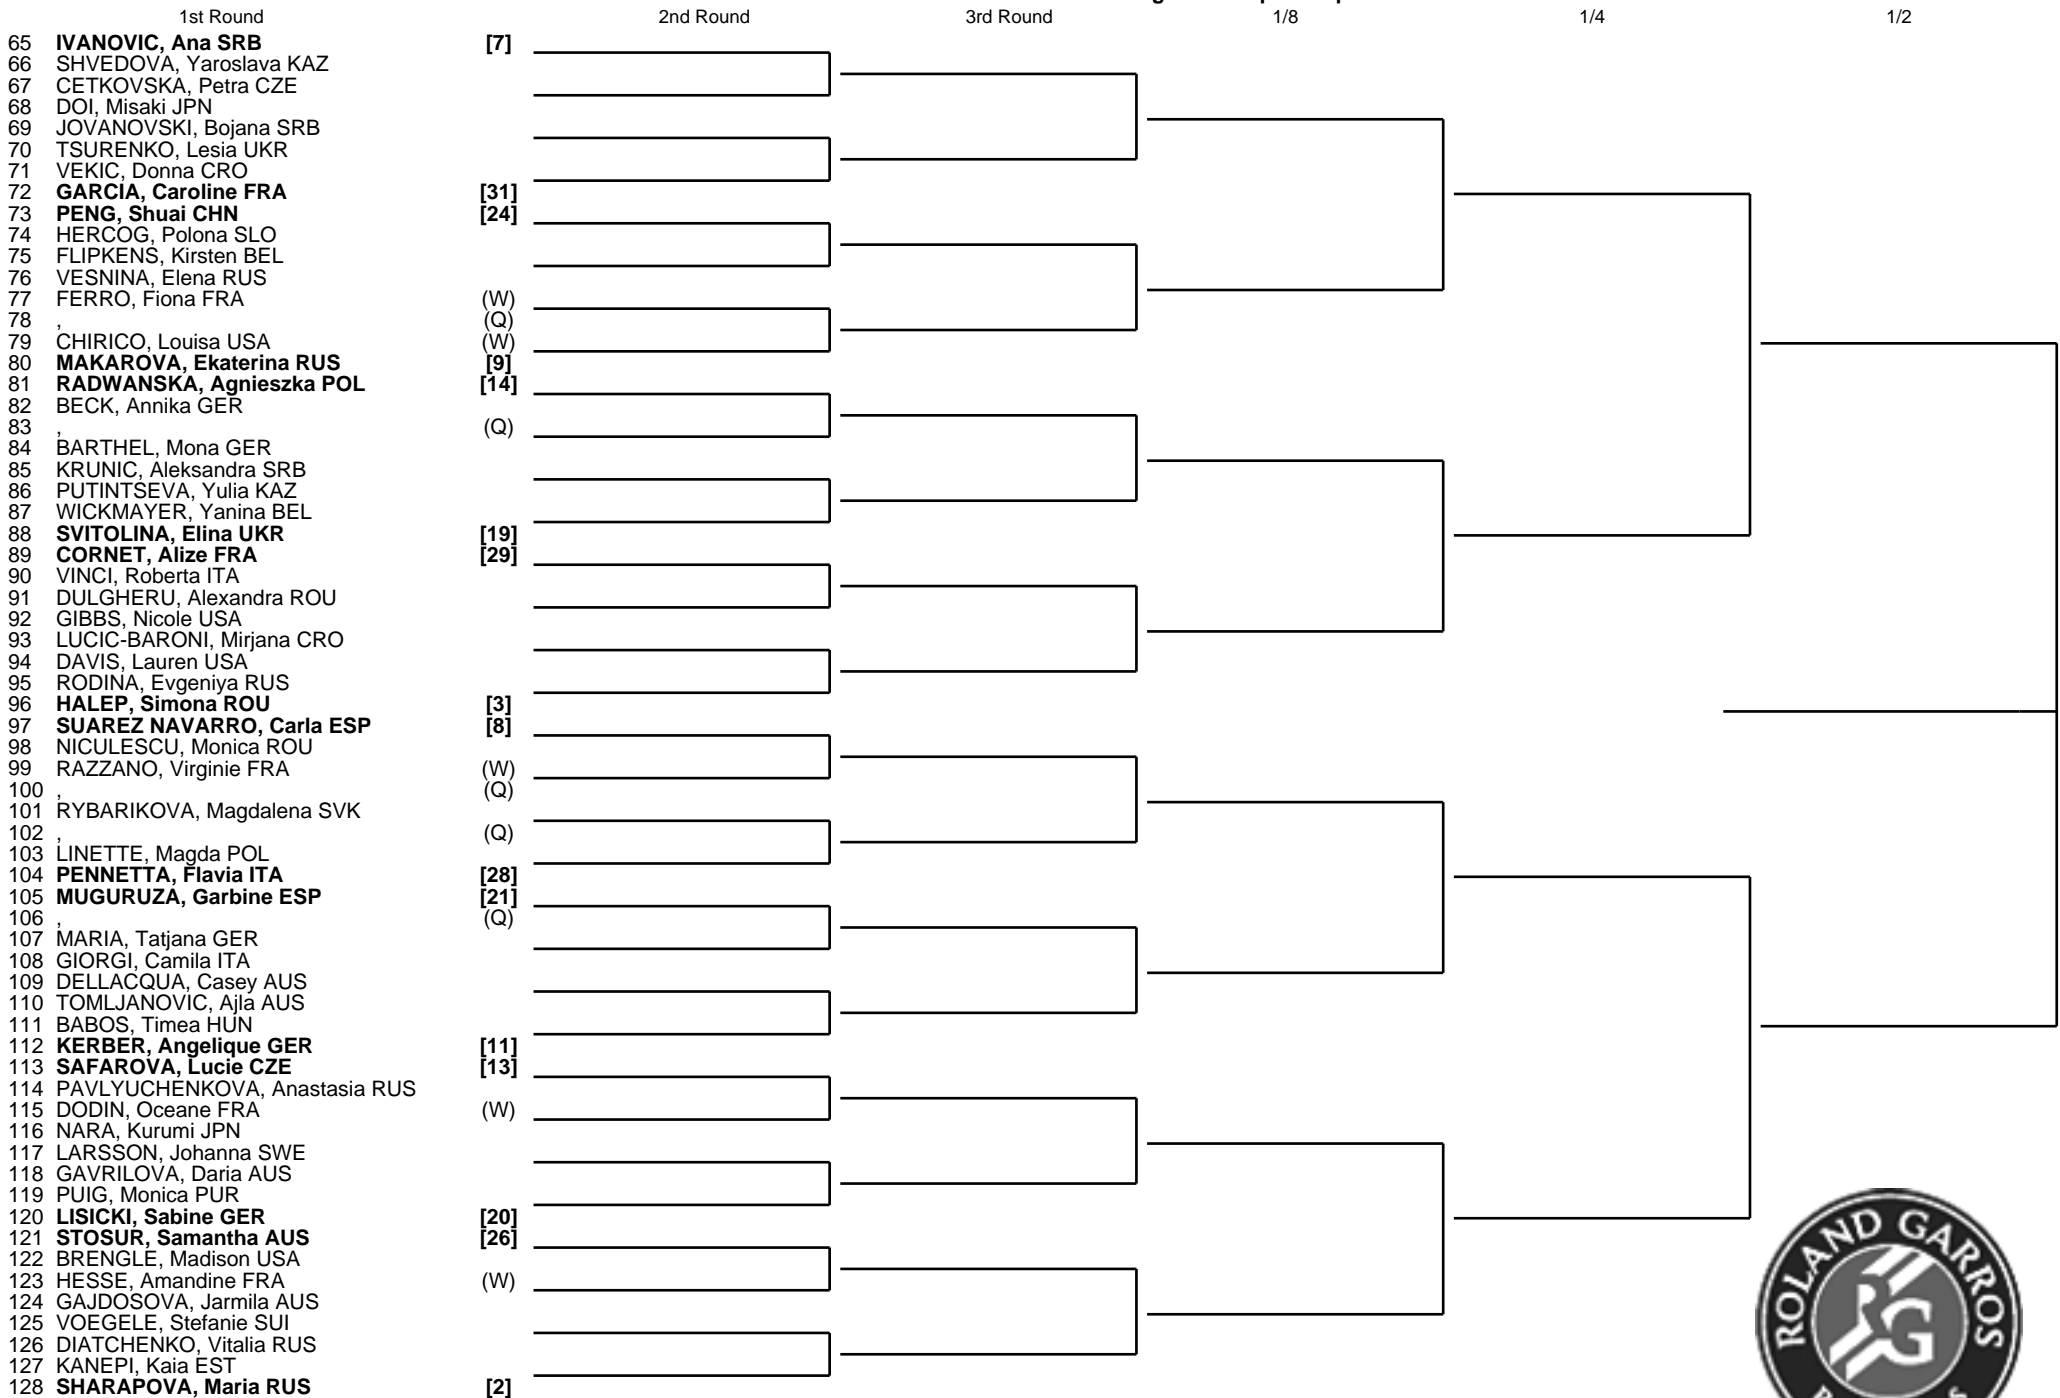 1st Round 2nd Round 3rd Round 1/8 1/4 1/2
65 IVANOVIC, Ana SRB [7]
66 SHVEDOVA, Yaroslava KAZ
67 CETKOVSKA, Petra CZE
68 DOI, Misaki JPN
69 JOVANOVSKI, Bojana SRB
70 TSURENKO, Lesia UKR
71 VEKIC, Donna CRO
72 GARCIA, Caroline FRA [31]
73 PENG, Shuai CHN [24]
74 HERCOG, Polona SLO
75 FLIPKENS, Kirsten BEL
76 VESNINA, Elena RUS
77 FERRO, Fiona FRA (W)
78 , (Q)
79 CHIRICO, Louisa USA (W)
80 MAKAROVA, Ekaterina RUS [9]
81 RADWANSKA, Agnieszka POL [14]
82 BECK, Annika GER
83 , (Q)
84 BARTHEL, Mona GER
85 KRUNIC, Aleksandra SRB
86 PUTINTSEVA, Yulia KAZ
87 WICKMAYER, Yanina BEL
88 SVITOLINA, Elina UKR [19]
89 CORNET, Alize FRA [29]
90 VINCI, Roberta ITA
91 DULGHERU, Alexandra ROU
92 GIBBS, Nicole USA
93 LUCIC-BARONI, Mirjana CRO
94 DAVIS, Lauren USA
95 RODINA, Evgeniya RUS
96 HALEP, Simona ROU [3]
97 SUAREZ NAVARRO, Carla ESP [8]
98 NICULESCU, Monica ROU
99 RAZZANO, Virginie FRA (W)
100 , (Q)
101 RYBARIKOVA, Magdalena SVK
102 , (Q)
103 LINETTE, Magda POL
104 PENNETTA, Flavia ITA [28]
105 MUGURUZA, Garbine ESP [21]
106 , (Q)
107 MARIA, Tatjana GER
108 GIORGI, Camila ITA
109 DELLACQUA, Casey AUS
110 TOMLJANOVIC, Ajla AUS
111 BABOS, Timea HUN
112 KERBER, Angelique GER [11]
113 SAFAROVA, Lucie CZE [13]
114 PAVLYUCHENKOVA, Anastasia RUS
115 DODIN, Oceane FRA (W)
116 NARA, Kurumi JPN
117 LARSSON, Johanna SWE
118 GAVRILOVA, Daria AUS
119 PUIG, Monica PUR
120 LISICKI, Sabine GER [20]
121 STOSUR, Samantha AUS [26]
122 BRENGLE, Madison USA
123 HESSE, Amandine FRA (W)
124 GAJDOSOVA, Jarmila AUS
125 VOEGELE, Stefanie SUI
126 DIATCHENKO, Vitalia RUS
127 KANEPI, Kaia EST
128 SHARAPOVA, Maria RUS [2]
ROLAND GARROS
RG